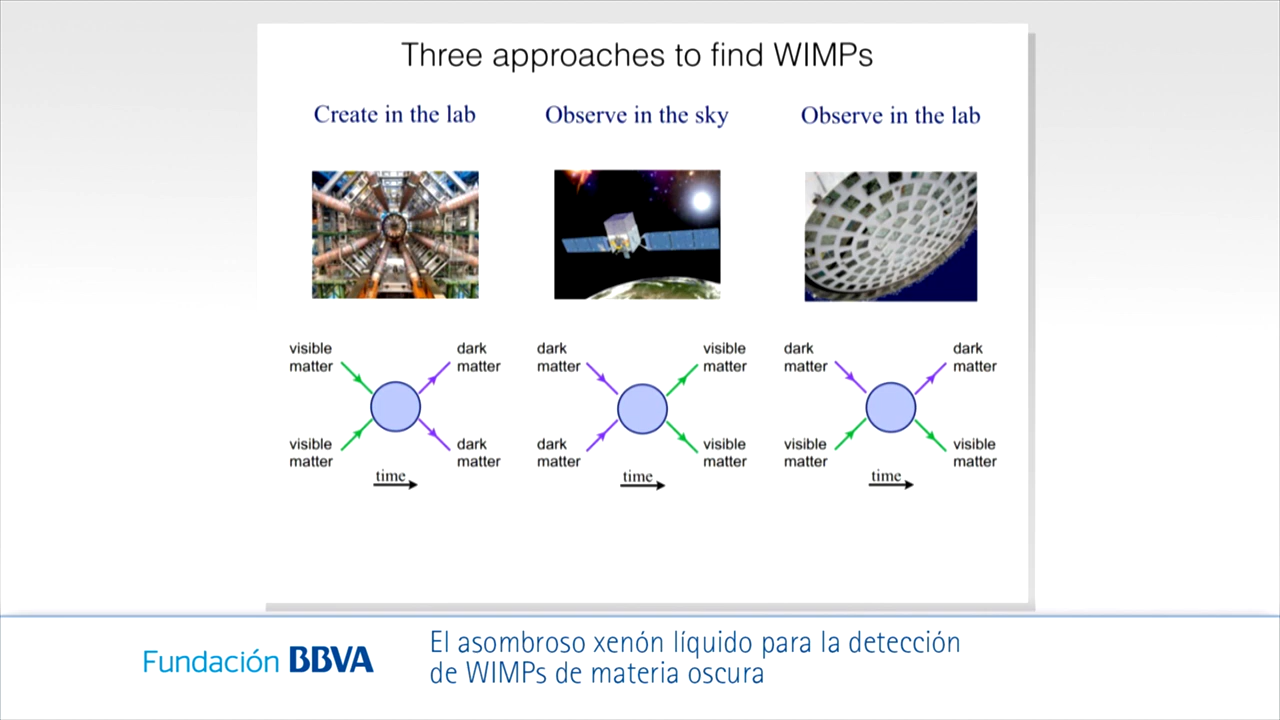 Three approaches to find WIMPs
Create in the lab
Observe in the sky
Observe in the lab
visible
matter
dark
matter
visible
matter
dark
matter
time
dark
matter
visible
matter
dark
matter
visible
matter
time
dark
matter
dark
matter
visible
matter
visible
matter
time
Fundación BBVA
El asombroso xenón líquido para la detección
de WIMPs de materia oscura